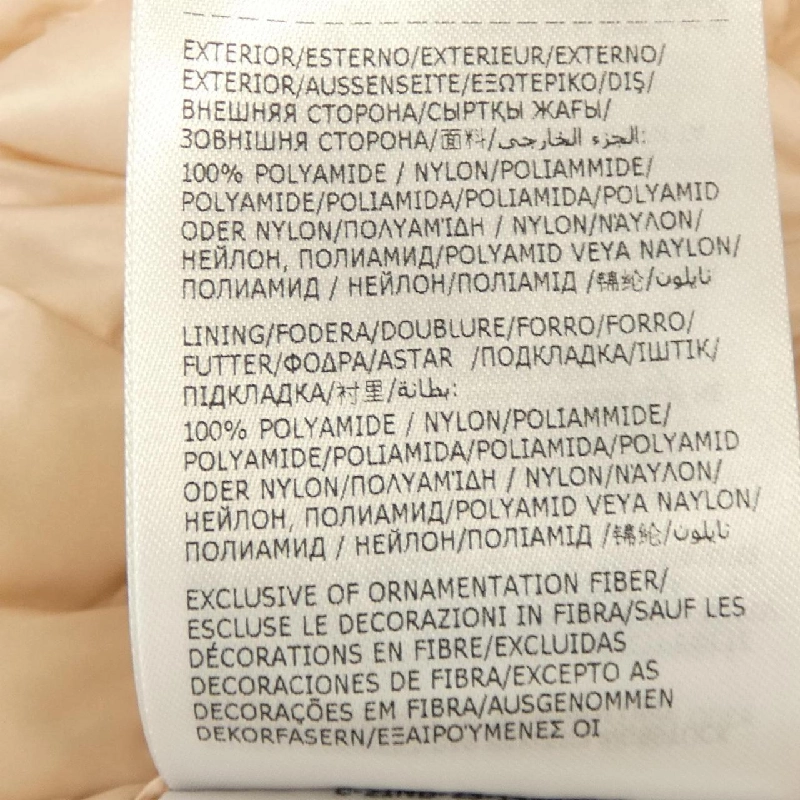 EXTERIOR/ESTERNO/EXTERIEUR/EXTERNO/
EXTERIOR/AUSSENSEITE/ΕΞΩΤΕΡΙΚΟ/DIŞ/
ВНЕШНЯЯ СТОРОНА/СЫРТҚЫ ЖАҒЫ/
ЗОВНІШНЯ СТОРОНА/面料/الجزء الخارجي:
100% POLYAMIDE / NYLON/POLIAMMIDE/
POLYAMIDE/POLIAMIDA/POLIAMIDA/POLYAMID
ODER NYLON/ΠΟΛΥΑΜΊΔΗ / NYLON/ΝΆΥΛΟΝ/
НЕЙЛОН, ПОЛИАМИД/POLYAMID VEYA NAYLON/
ПОЛИАМИД / НЕЙЛОН/ПОЛІАМІД /锦纶/نايلون
LINING/FODERA/DOUBLURE/FORRO/FORRO/
FUTTER/ΦΟΔΡΑ/ASTAR /ПОДКЛАДКА/ІШТІК/
ПІДКЛАДКА/衬里/بطانة:
100% POLYAMIDE / NYLON/POLIAMMIDE/
POLYAMIDE/POLIAMIDA/POLIAMIDA/POLYAMID
ODER NYLON/ΠΟΛΥΑΜΊΔΗ / NYLON/ΝΆΥΛΟΝ/
НЕЙЛОН, ПОЛИАМИД/POLYAMID VEYA NAYLON/
ПОЛИАМИД / НЕЙЛОН/ПОЛІАМІД /锦纶/نايلون
EXCLUSIVE OF ORNAMENTATION FIBER/
ESCLUSE LE DECORAZIONI IN FIBRA/SAUF LES
DÉCORATIONS EN FIBRE/EXCLUIDAS
DECORACIONES DE FIBRA/EXCEPTO AS
DECORAÇÕES EM FIBRA/AUSGENOMMEN
DEKORFASERN/ΕΞΑΙΡΟΎΜΕΝΕΣ ΟΙ